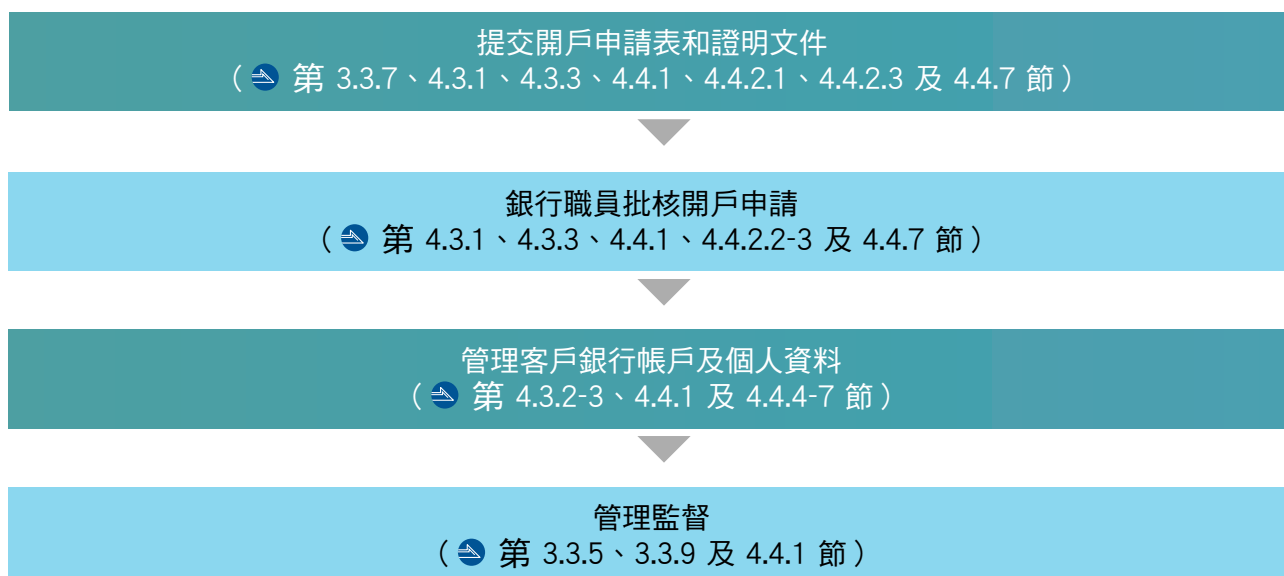 提交開戶申請表和證明文件
（ 第 3.3.7、4.3.1、4.3.3、4.4.1、4.4.2.1、4.4.2.3 及 4.4.7 節）
銀行職員批核開戶申請
（ 第 4.3.1、4.3.3、4.4.1、4.4.2.2-3 及 4.4.7 節）
管理客戶銀行帳戶及個人資料
（ 第 4.3.2-3、4.4.1 及 4.4.4-7 節）
管理監督
（ 第 3.3.5、3.3.9 及 4.4.1 節）